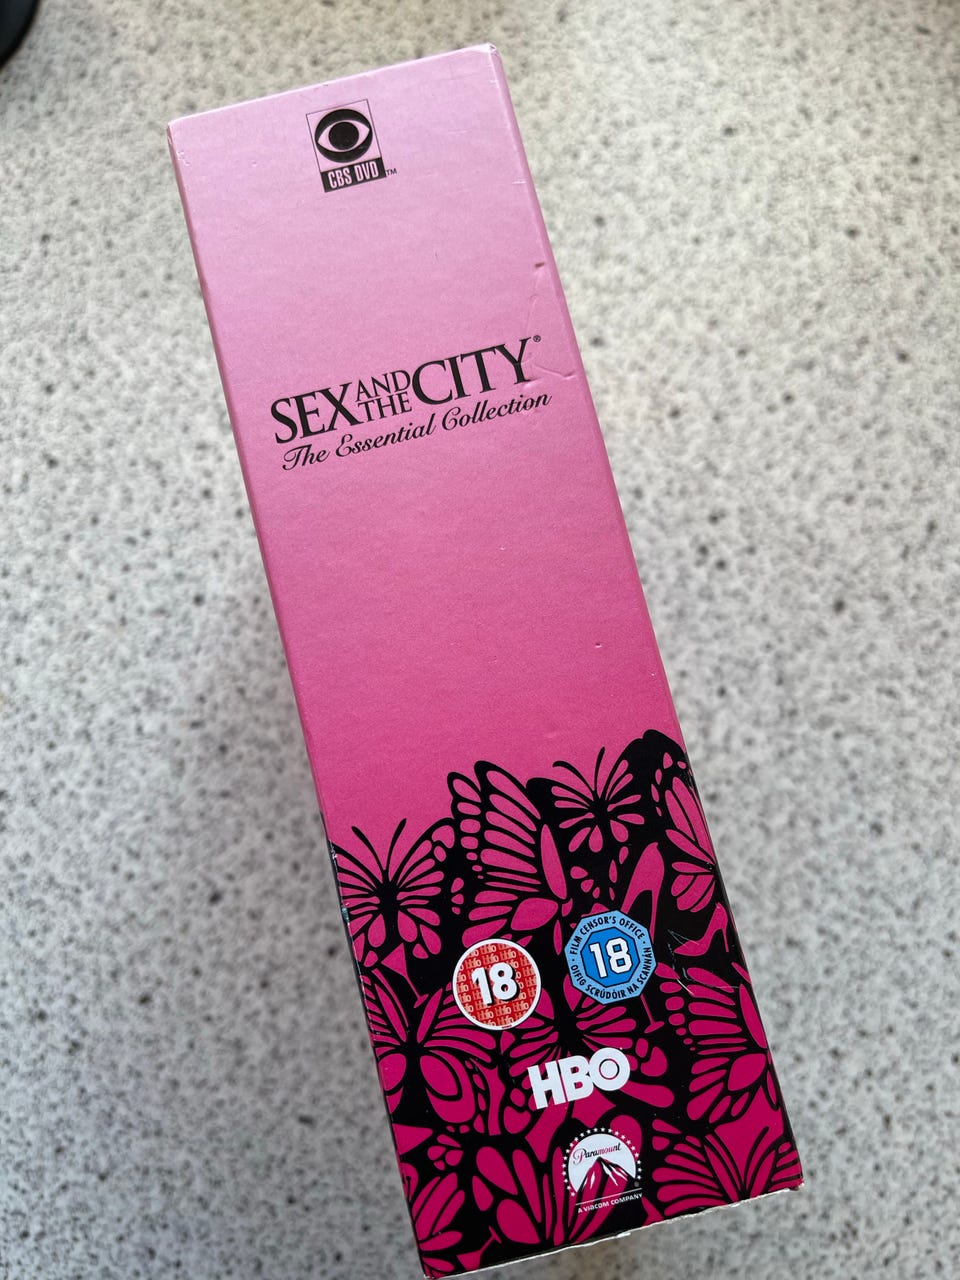 CBS DVD™
SEX AND THE CITY®
The Essential Collection
18
FILM CENSOR'S OFFICE
18
OIFIG SCRÚDÓIR NA SCANNÁN
HBO
Paramount
®
A VIACOM COMPANY